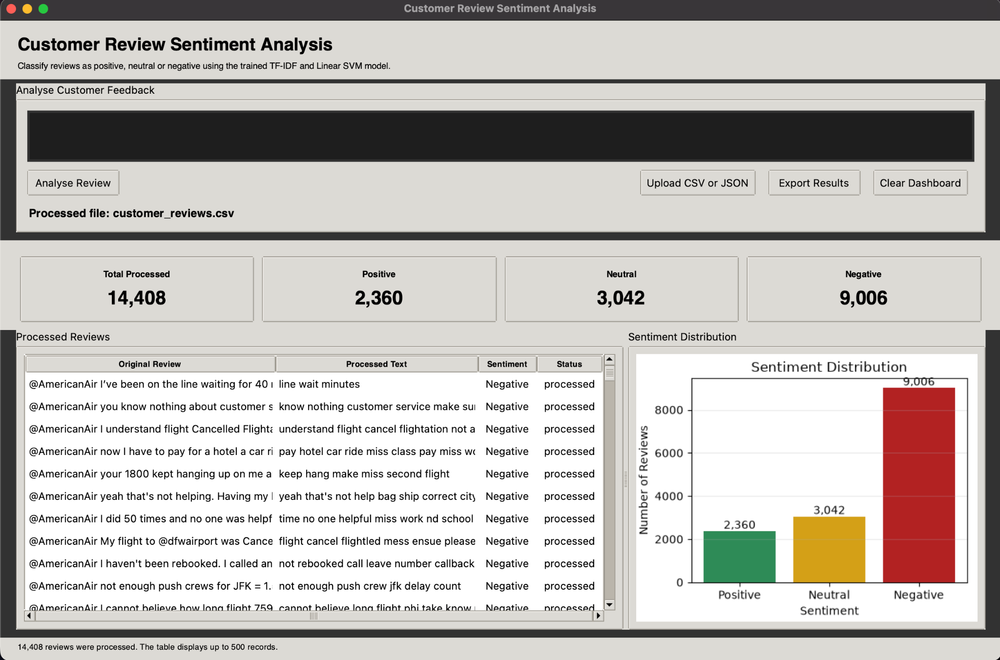 Customer Review Sentiment Analysis
Customer Review Sentiment Analysis
Classify reviews as positive, neutral or negative using the trained TF-IDF and Linear SVM model.
Analyse Customer Feedback
Analyse Review
Upload CSV or JSON
Export Results
Clear Dashboard
Processed file: customer_reviews.csv
Total Processed
14,408
Positive
2,360
Neutral
3,042
Negative
9,006
Processed Reviews
Original Review Processed Text Sentiment Status
@AmericanAir I’ve been on the line waiting for 40 line wait minutes Negative processed
@AmericanAir you know nothing about customer s know nothing customer service make sur Negative processed
@AmericanAir I understand flight Cancelled Flighta understand flight cancel flightation not a Negative processed
@AmericanAir now I have to pay for a hotel a car ri pay hotel car ride miss class pay miss wo Negative processed
@AmericanAir your 1800 kept hanging up on me a keep hang make miss second flight Negative processed
@AmericanAir yeah that's not helping. Having my yeah that's not help bag ship correct city Negative processed
@AmericanAir I did 50 times and no one was helpf time no one helpful miss work nd school Negative processed
@AmericanAir My flight to @dfwairport was Cance flight cancel flightled mess ensue please Negative processed
@AmericanAir I haven't been rebooked. I called an not rebooked call leave number callback Negative processed
@AmericanAir not enough push crews for JFK = 1. not enough push crew jfk delay count Negative processed
@AmericanAir I cannot believe how long flight 759 cannot believe long flight phi take know Negative processed
Sentiment Distribution
Sentiment Distribution
9,006
8000
6000
4000
3,042
2,360
2000
0
Number of Reviews
Positive Neutral Negative
Sentiment
14,408 reviews were processed. The table displays up to 500 records.